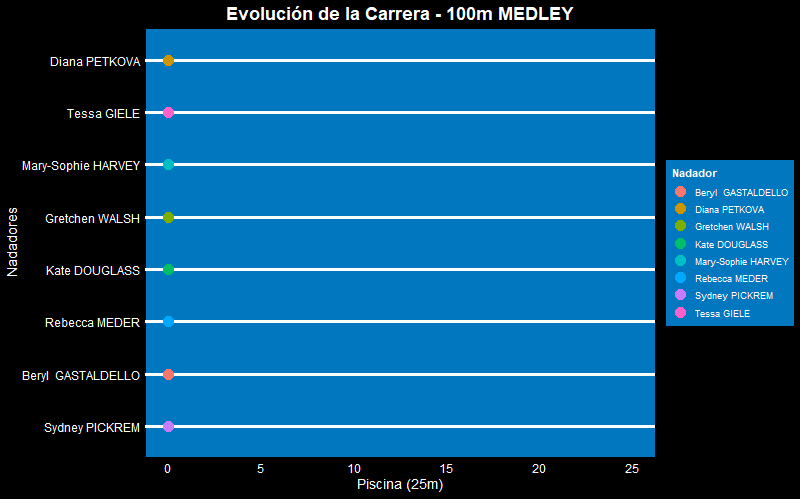 Evolución de la Carrera - 100m MEDLEY
Nadadores
Diana PETKOVA
Tessa GIELE
Mary-Sophie HARVEY
Gretchen WALSH
Kate DOUGLASS
Rebecca MEDER
Beryl  GASTALDELLO
Sydney PICKREM
0 5 10 15 20 25
Piscina (25m)
Nadador
Beryl  GASTALDELLO
Diana PETKOVA
Gretchen WALSH
Kate DOUGLASS
Mary-Sophie HARVEY
Rebecca MEDER
Sydney PICKREM
Tessa GIELE